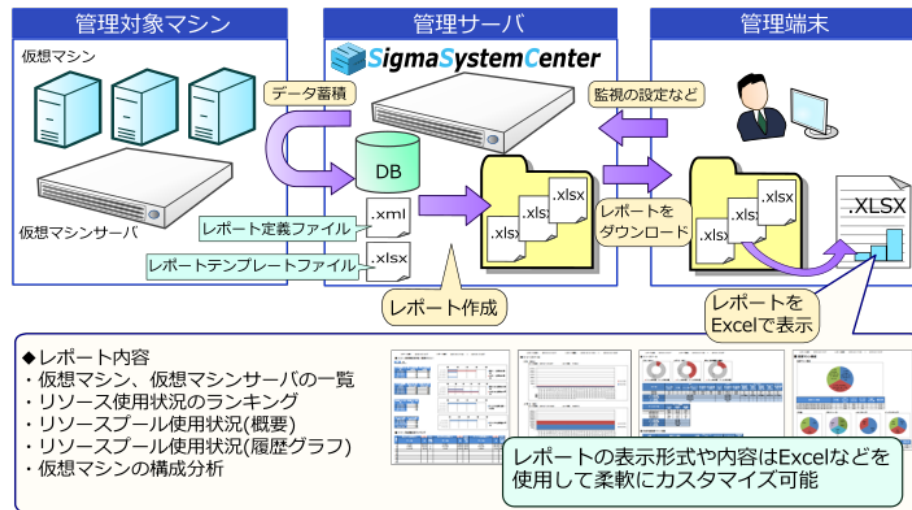 管理対象マシン
管理サーバ
管理端末
仮想マシン
SigmaSystemCenter
データ蓄積
監視の設定など
DB
.xml
.xlsx
.xlsx
.xlsx
.xlsx
レポートを
ダウンロード
.xlsx
.xlsx
.xlsx
.XLSX
仮想マシンサーバ
レポート定義ファイル
レポートテンプレートファイル
レポート作成
レポートを
Excelで表示
◆レポート内容
・仮想マシン、仮想マシンサーバの一覧
・リソース使用状況のランキング
・リソースプール使用状況(概要)
・リソースプール使用状況(履歴グラフ)
・仮想マシンの構成分析
レポートの表示形式や内容はExcelなどを
使用して柔軟にカスタマイズ可能